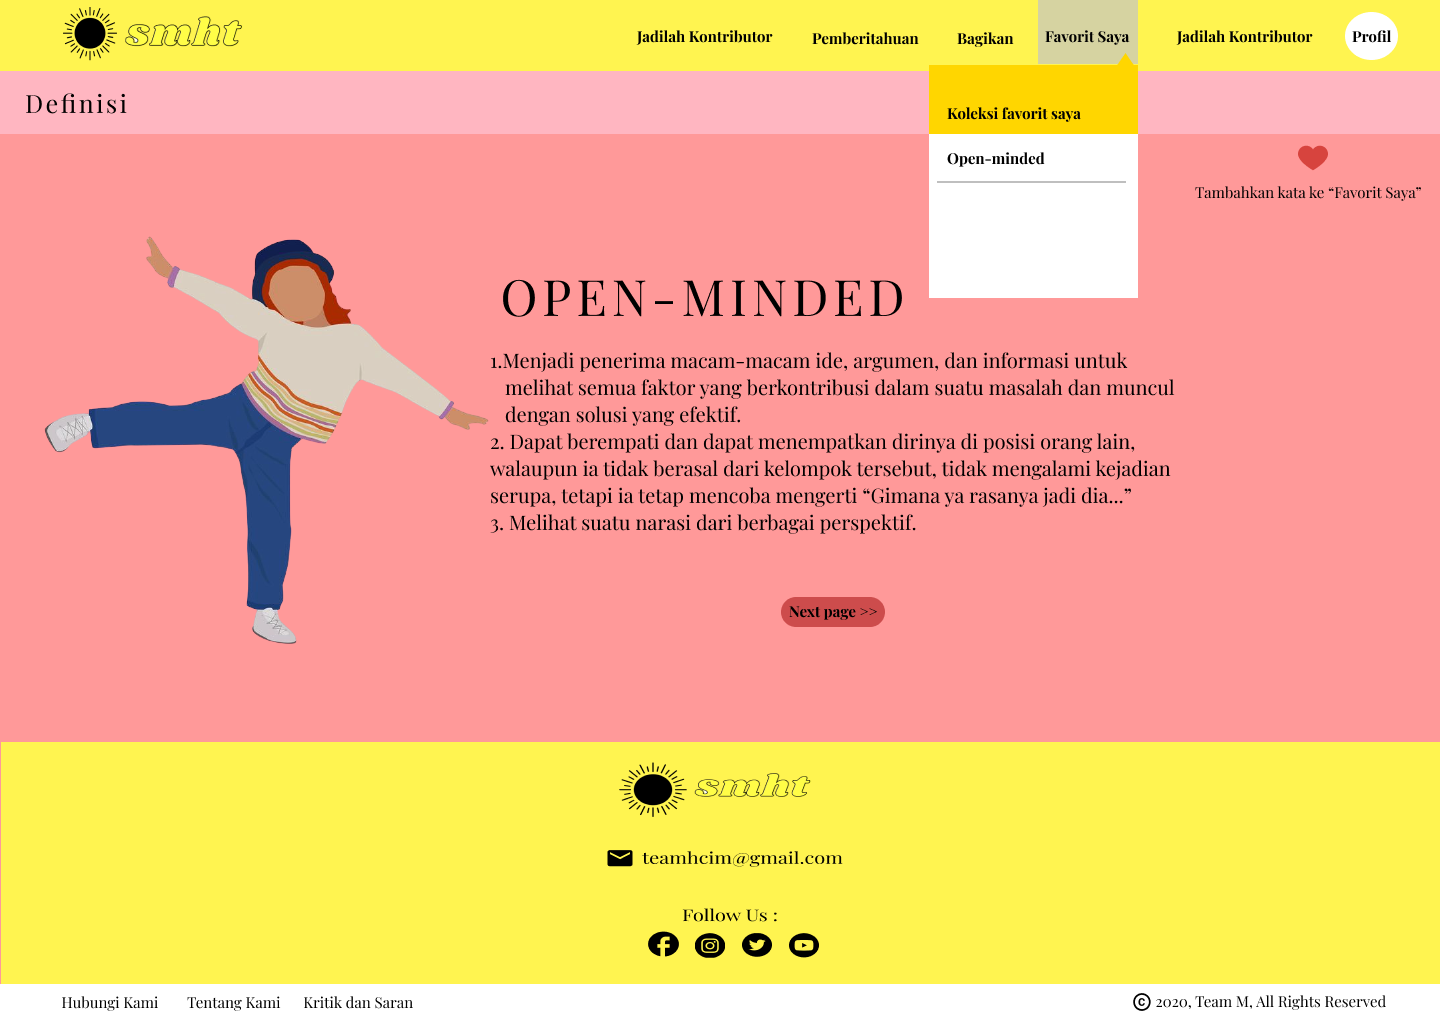 smht
Jadilah Kontributor
Pemberitahuan
Bagikan
Favorit Saya
Jadilah Kontributor
Profil
Definisi
Koleksi favorit saya
Open-minded
Tambahkan kata ke “Favorit Saya”
OPEN-MINDED
1.Menjadi penerima macam-macam ide, argumen, dan informasi untuk
melihat semua faktor yang berkontribusi dalam suatu masalah dan muncul
dengan solusi yang efektif.
2. Dapat berempati dan dapat menempatkan dirinya di posisi orang lain,
walaupun ia tidak berasal dari kelompok tersebut, tidak mengalami kejadian
serupa, tetapi ia tetap mencoba mengerti “Gimana ya rasanya jadi dia...”
3. Melihat suatu narasi dari berbagai perspektif.
Next page >>
smht
teamhcim@gmail.com
Follow Us :
Hubungi Kami
Tentang Kami
Kritik dan Saran
© 2020, Team M, All Rights Reserved